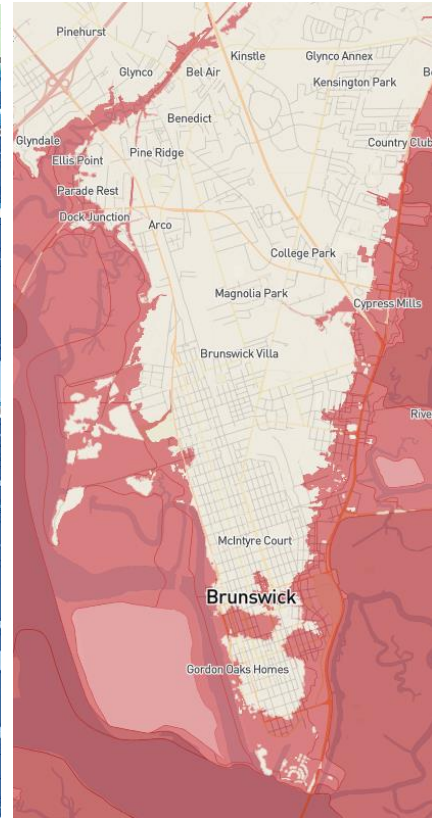 Pinehurst
Kinstle
Glynco Annex
Glynco
Bel Air
Kensington Park
Benedict
Glyndale
Country Club
Ellis Point
Pine Ridge
Parade Rest
Dock Junction
Arco
College Park
Magnolia Park
Cypress Mills
Brunswick Villa
McIntyre Court
Brunswick
Gordon Oaks Homes